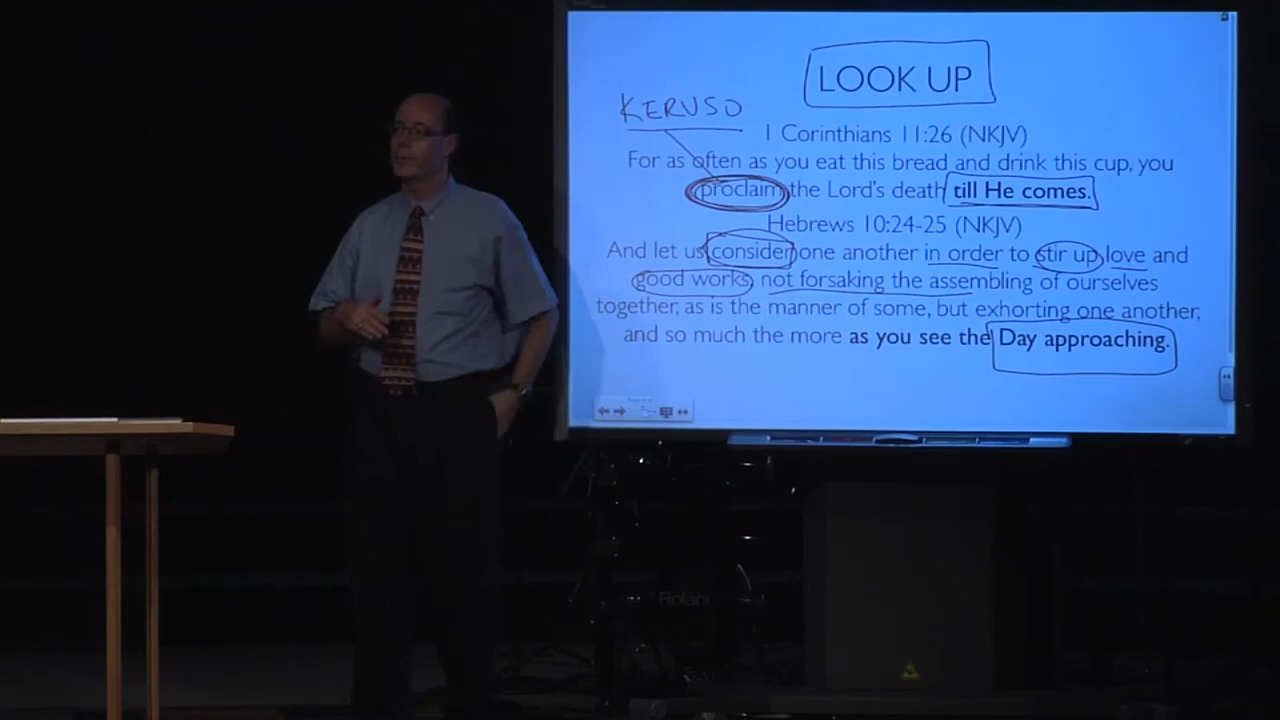 LOOK UP
KERUSO
1 Corinthians 11:26 (NKJV)
For as often as you eat this bread and drink this cup, you
proclaim the Lord's death till He comes.
Hebrews 10:24-25 (NKJV)
And let us consider one another in order to stir up love and
good works, not forsaking the assembling of ourselves
together, as is the manner of some, but exhorting one another,
and so much the more as you see the Day approaching.
Roland